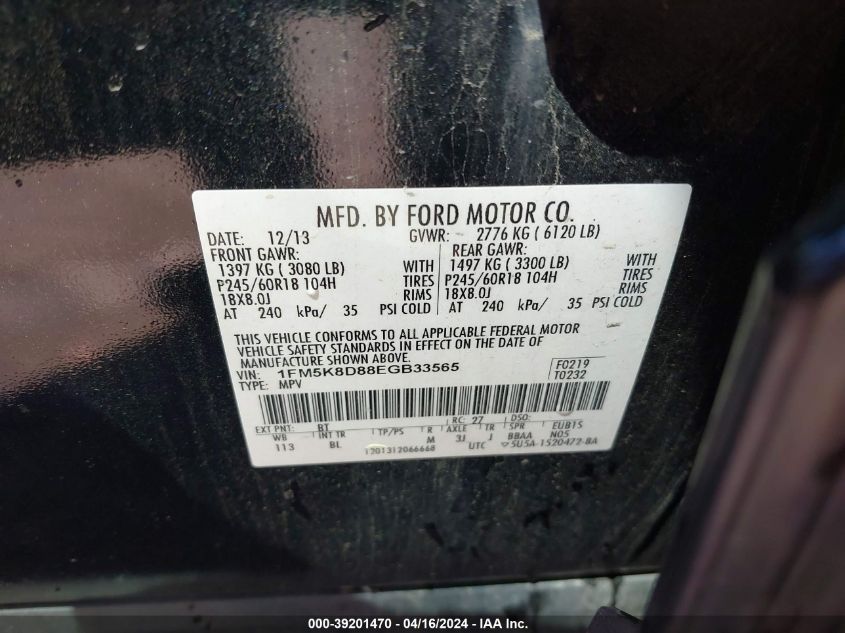 MFD. BY FORD MOTOR CO.
DATE: 12/13 GVWR: 2776 KG ( 6120 LB)
FRONT GAWR: REAR GAWR:
1397 KG ( 3080 LB) WITH 1497 KG ( 3300 LB) WITH
P245/60R18 104H TIRES P245/60R18 104H TIRES
18X8.0J RIMS 18X8.0J RIMS
AT 240 kPa/ 35 PSI COLD AT 240 kPa/ 35 PSI COLD
THIS VEHICLE CONFORMS TO ALL APPLICABLE FEDERAL MOTOR
VEHICLE SAFETY STANDARDS IN EFFECT ON THE DATE OF
MANUFACTURE SHOWN ABOVE.
VIN: 1FM5K8D88EGB33565 F0219
TYPE: MPV T0232
EXT PNT: BT RC: 27 DSO:
WB INT TR TP/PS R AXLE TR SPR EUB15
113 BL M 3J J BBAA N05
1201312066668 UTC 5U5A-1520472-BA
000-39201470 - 04/16/2024 - IAA Inc.